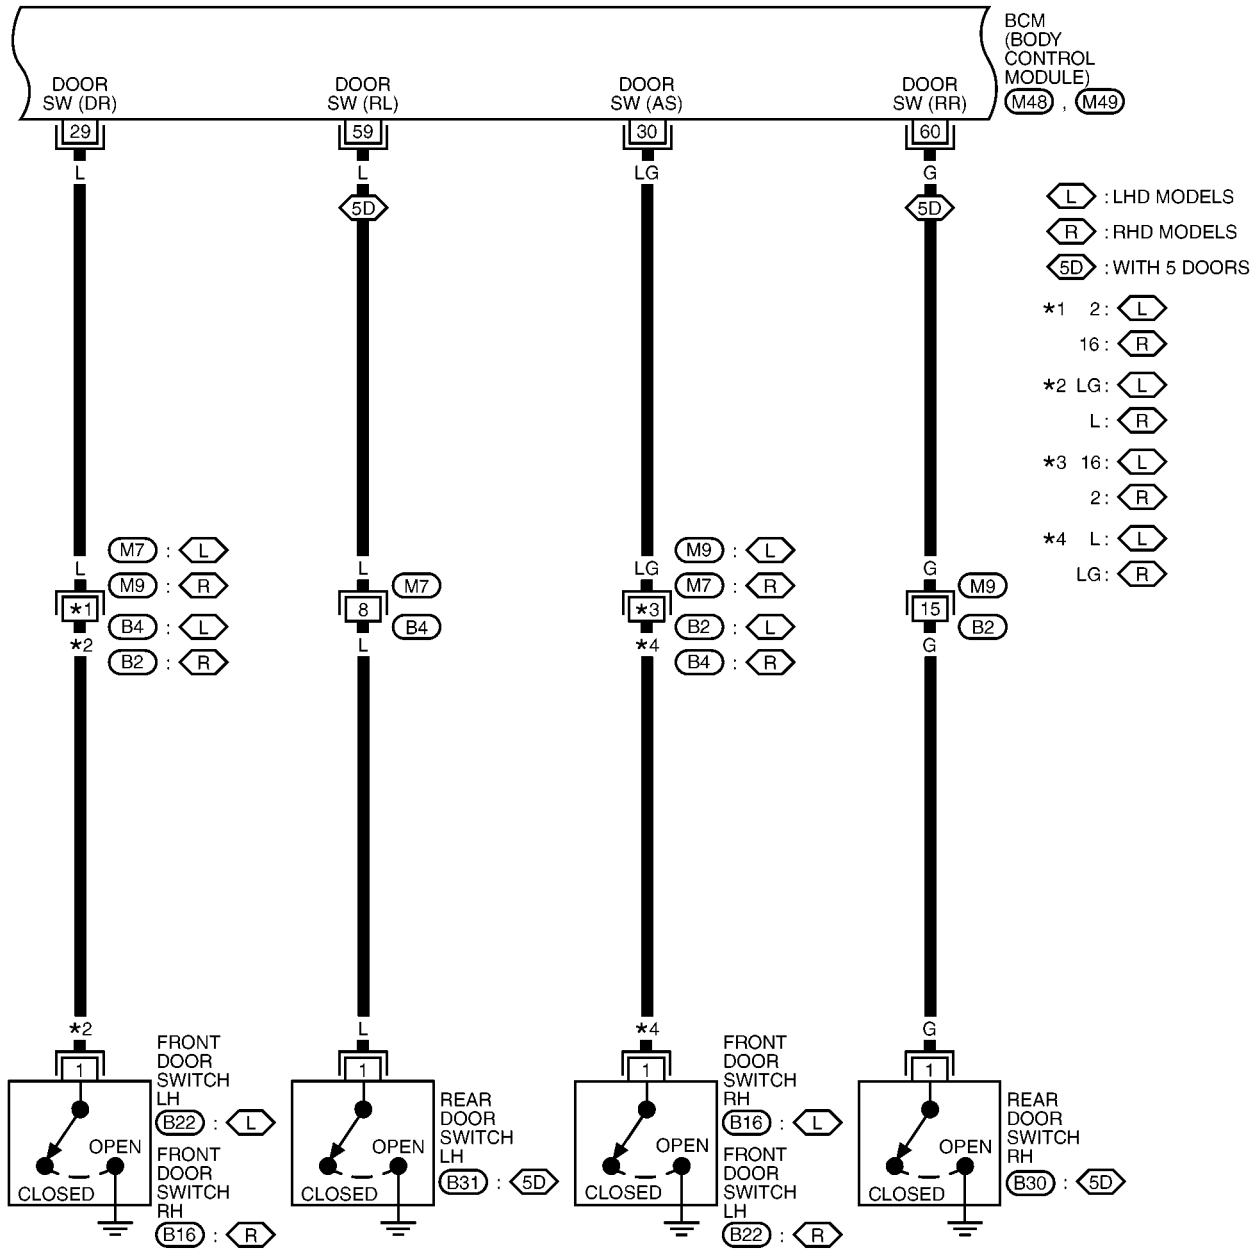 BCM
(BODY
CONTROL
MODULE)
M48 , M49
DOOR
SW (DR)
DOOR
SW (RL)
DOOR
SW (AS)
DOOR
SW (RR)
29
59
30
60
L
L
LG
G
5D
5D
L : LHD MODELS
R : RHD MODELS
5D : WITH 5 DOORS
*1 2: L
16: R
*2 LG: L
L: R
*3 16: L
2: R
*4 L: L
LG: R
L
M7 : L
M9 : R
*1
B4 : L
*2
B2 : R
L
M7
8
B4
L
LG
M9 : L
M7 : R
*3
B2 : L
*4
B4 : R
G
M9
15
B2
G
*2
L
*4
G
1
1
1
1
OPEN
CLOSED
FRONT
DOOR
SWITCH
LH
B22 : L
FRONT
DOOR
SWITCH
RH
B16 : R
OPEN
CLOSED
REAR
DOOR
SWITCH
LH
B31 : 5D
OPEN
CLOSED
FRONT
DOOR
SWITCH
RH
B16 : L
FRONT
DOOR
SWITCH
LH
B22 : R
OPEN
CLOSED
REAR
DOOR
SWITCH
RH
B30 : 5D